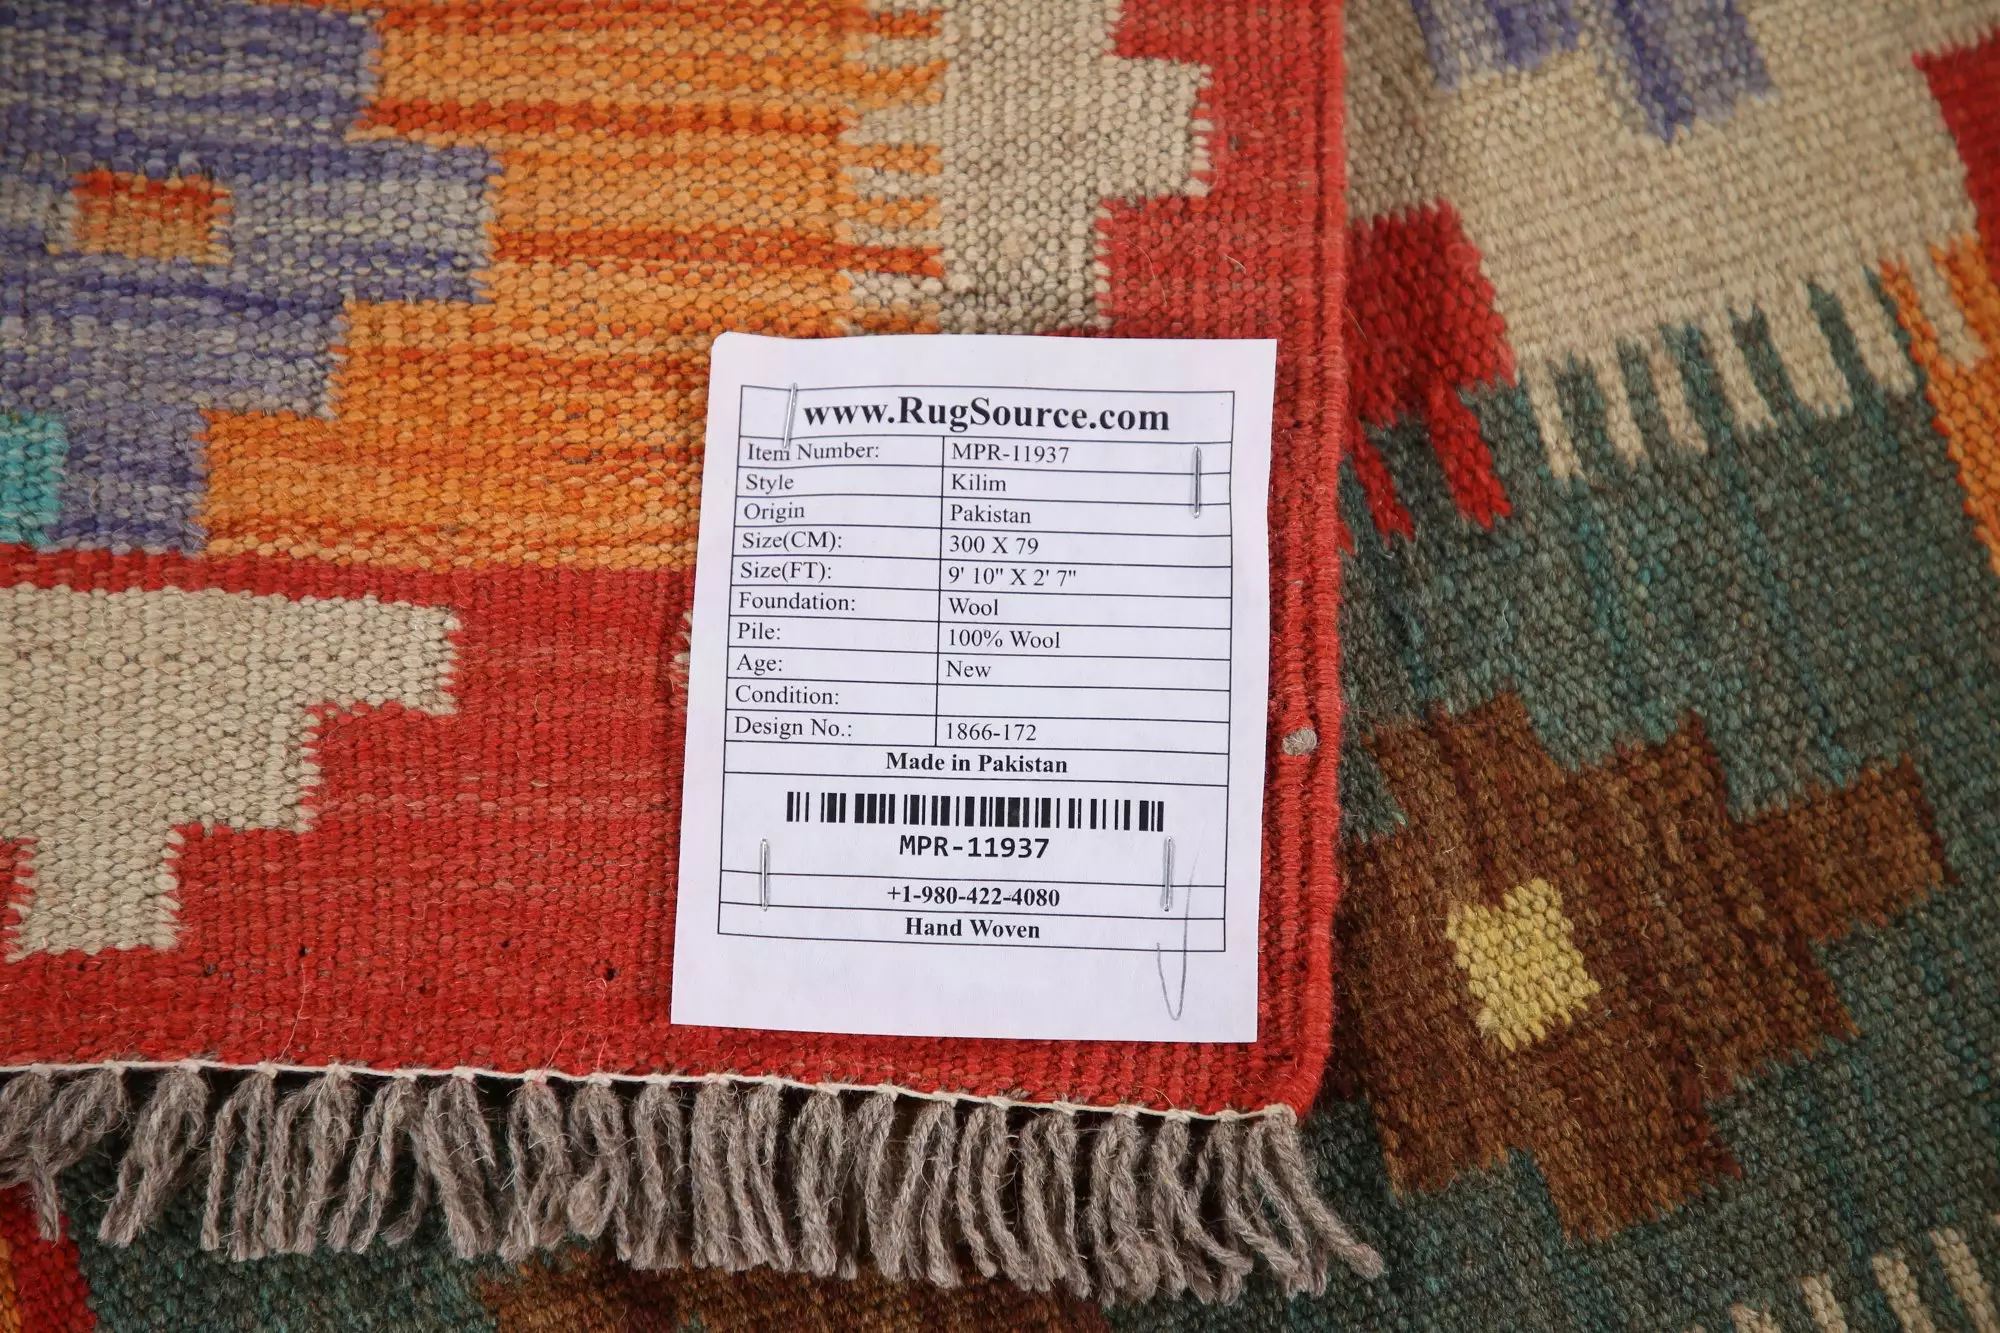 www.RugSource.com
Item Number: MPR-11937
Style Kilim
Origin Pakistan
Size(CM): 300 X 79
Size(FT): 9' 10" X 2' 7"
Foundation: Wool
Pile: 100% Wool
Age: New
Condition:
Design No.: 1866-172
Made in Pakistan
MPR-11937
+1-980-422-4080
Hand Woven